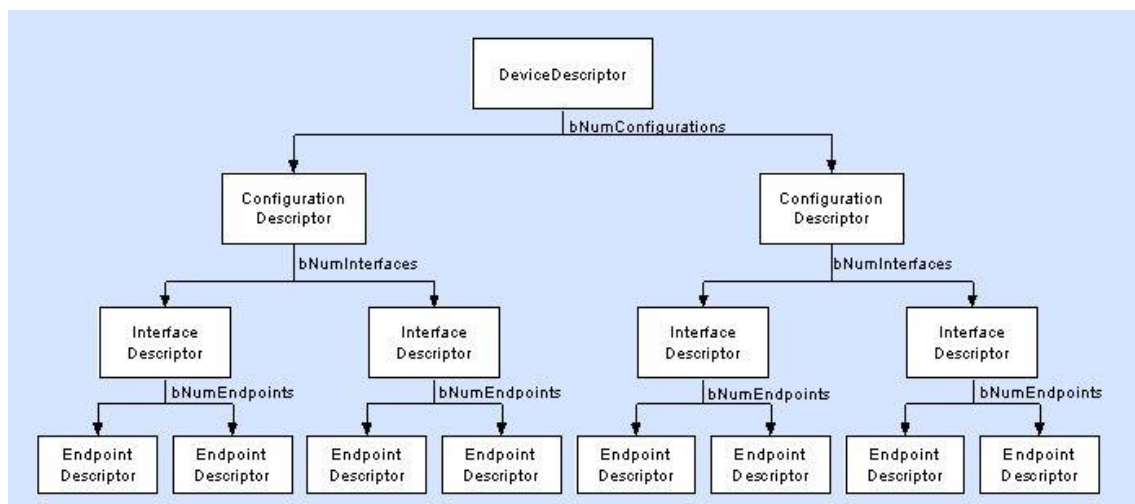 DeviceDescriptor
bNumConfigurations
Configuration
Descriptor
Configuration
Descriptor
bNumInterfaces
bNumInterfaces
Interface
Descriptor
Interface
Descriptor
Interface
Descriptor
Interface
Descriptor
bNumEndpoints
bNumEndpoints
bNumEndpoints
bNumEndpoints
Endpoint
Descriptor
Endpoint
Descriptor
Endpoint
Descriptor
Endpoint
Descriptor
Endpoint
Descriptor
Endpoint
Descriptor
Endpoint
Descriptor
Endpoint
Descriptor